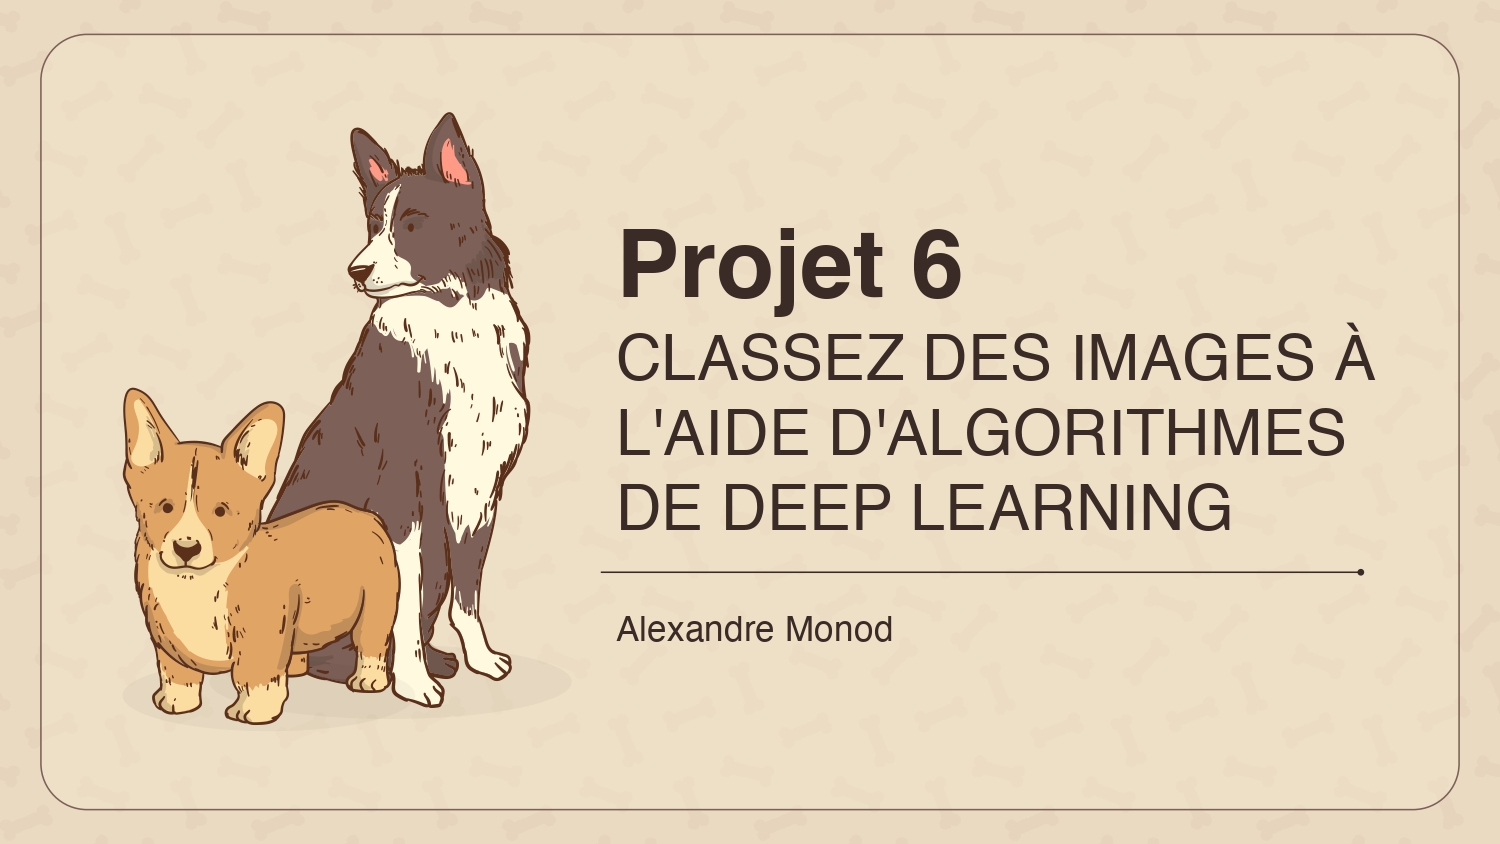 Projet 6
CLASSEZ DES IMAGES À
L'AIDE D'ALGORITHMES
DE DEEP LEARNING
Alexandre Monod